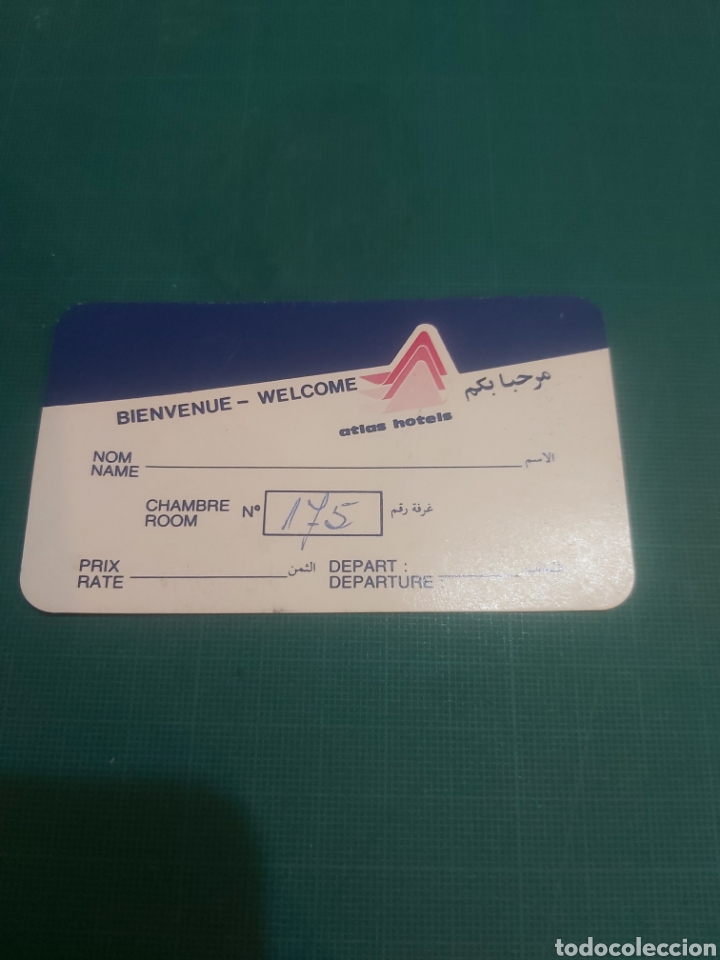 BIENVENUE – WELCOME
atlas hotels
مرحبا بكم
NOM
NAME
الاسم
CHAMBRE
ROOM
N° 175 غرفة رقم
PRIX
RATE
الثمن
DEPART :
DEPARTURE :
todocoleccion